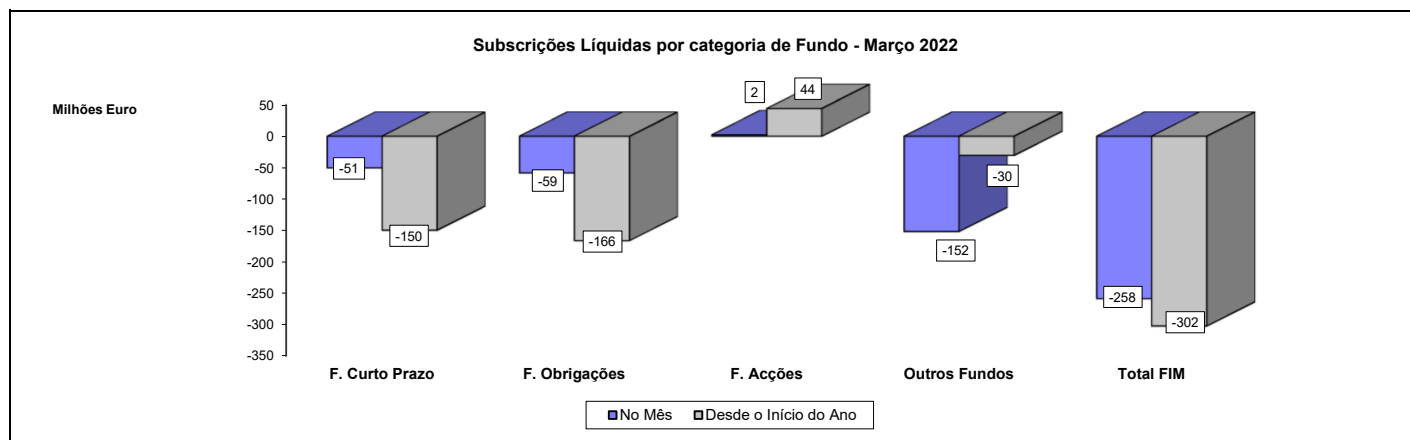 Subscrições Líquidas por categoria de Fundo - Março 2022
Milhões Euro
50
0
-50
-100
-150
-200
-250
-300
-350
-51
-150
-59
-166
2
44
-152
-30
-258
-302
F. Curto Prazo
F. Obrigações
F. Acções
Outros Fundos
Total FIM
No Mês
Desde o Início do Ano